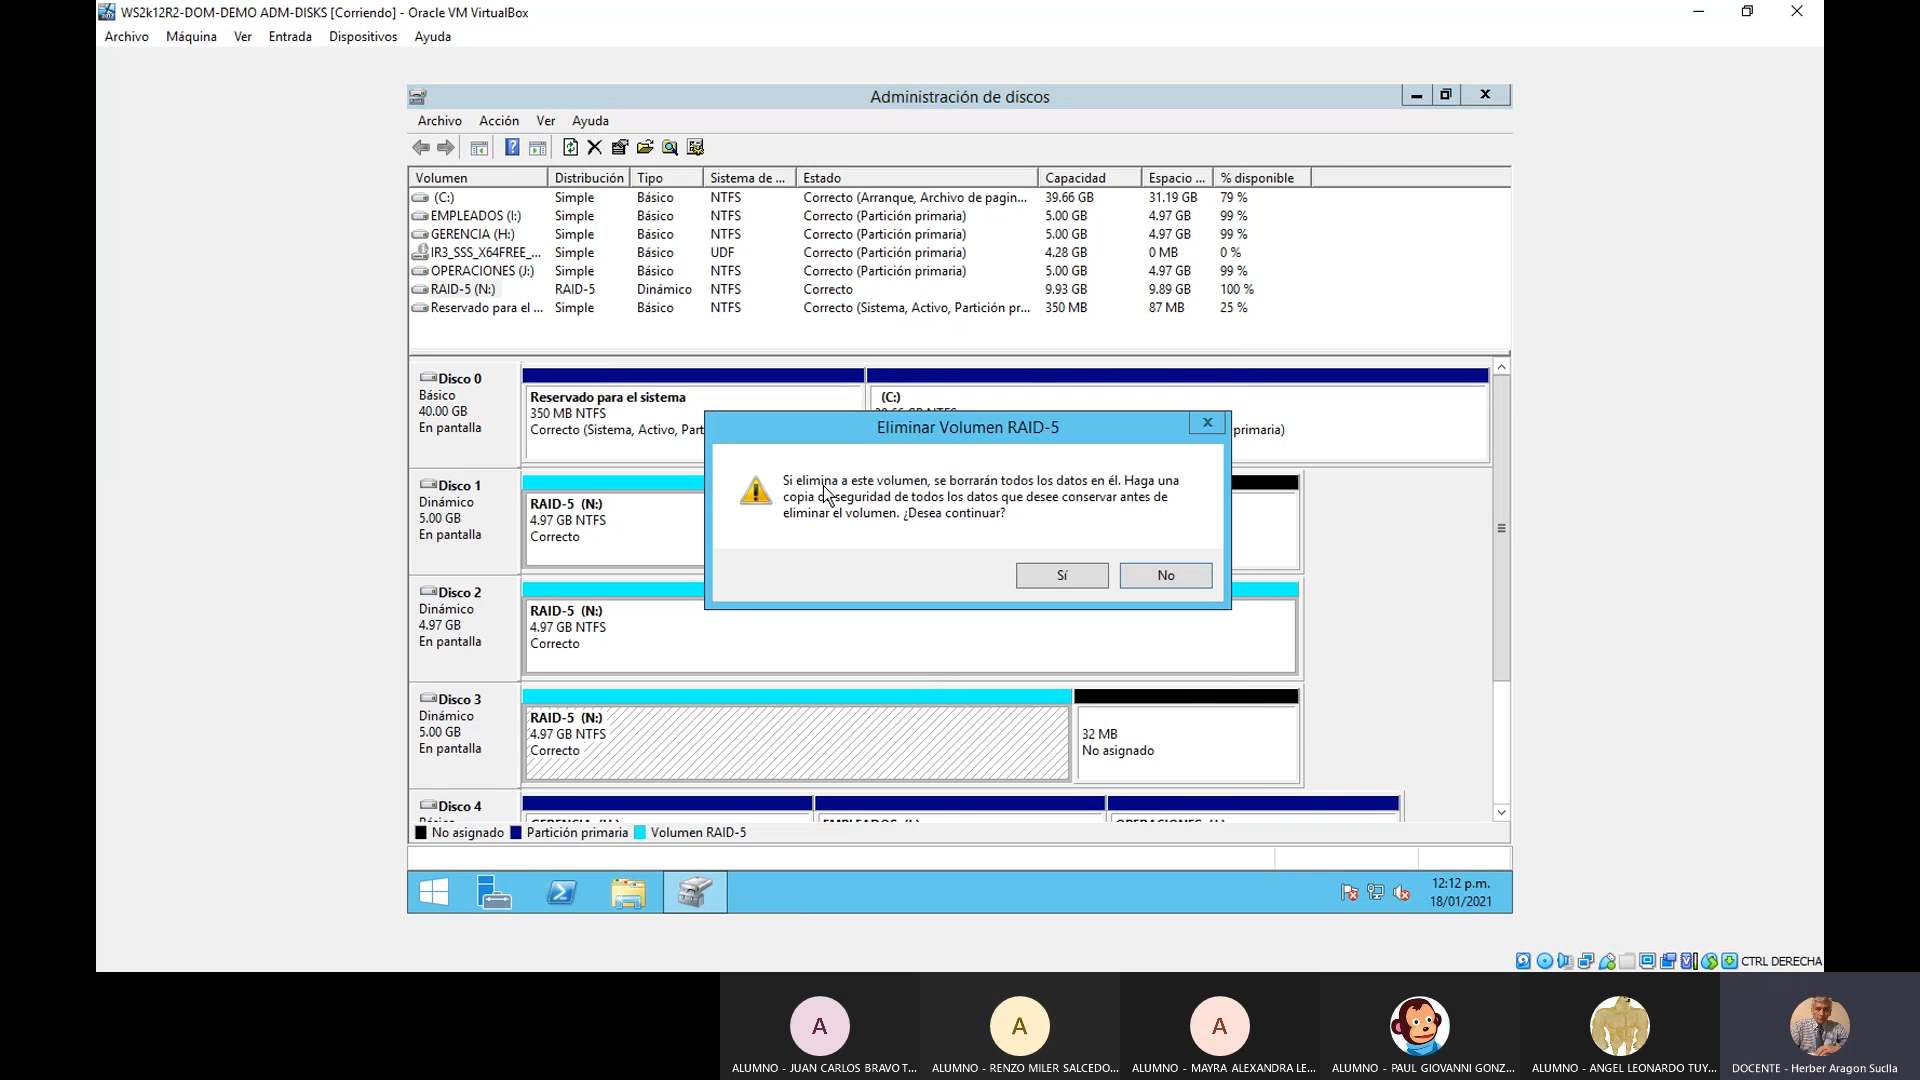 WS2k12R2-DOM-DEMO ADM-DISKS [Corriendo] - Oracle VM VirtualBox
Archivo Máquina Ver Entrada Dispositivos Ayuda
Administración de discos
Archivo Acción Ver Ayuda
Volumen Distribución Tipo Sistema de ... Estado Capacidad Espacio ... % disponible
(C:) Simple Básico NTFS Correcto (Arranque, Archivo de pagin... 39.66 GB 31.19 GB 79 %
EMPLEADOS (I:) Simple Básico NTFS Correcto (Partición primaria) 5.00 GB 4.97 GB 99 %
GERENCIA (H:) Simple Básico NTFS Correcto (Partición primaria) 5.00 GB 4.97 GB 99 %
IR3_SSS_X64FREE_... Simple Básico UDF Correcto (Partición primaria) 4.28 GB 0 MB 0 %
OPERACIONES (J:) Simple Básico NTFS Correcto (Partición primaria) 5.00 GB 4.97 GB 99 %
RAID-5 (N:) RAID-5 Dinámico NTFS Correcto 9.93 GB 9.89 GB 100 %
Reservado para el ... Simple Básico NTFS Correcto (Sistema, Activo, Partición pr... 350 MB 87 MB 25 %
Disco 0
Básico
40.00 GB
En pantalla
Reservado para el sistema
350 MB NTFS
Correcto (Sistema, Activo, Part
(C:)
primaria)
Eliminar Volumen RAID-5
Si elimina a este volumen, se borrarán todos los datos en él. Haga una
copia de seguridad de todos los datos que desee conservar antes de
eliminar el volumen. ¿Desea continuar?
Sí No
Disco 1
Dinámico
5.00 GB
En pantalla
RAID-5 (N:)
4.97 GB NTFS
Correcto
Disco 2
Dinámico
4.97 GB
En pantalla
RAID-5 (N:)
4.97 GB NTFS
Correcto
Disco 3
Dinámico
5.00 GB
En pantalla
RAID-5 (N:)
4.97 GB NTFS
Correcto
32 MB
No asignado
Disco 4
No asignado Partición primaria Volumen RAID-5
12:12 p.m.
18/01/2021
CTRL DERECHA
A A A
ALUMNO - JUAN CARLOS BRAVO T... ALUMNO - RENZO MILER SALCEDO... ALUMNO - MAYRA ALEXANDRA LE... ALUMNO - PAUL GIOVANNI GONZ... ALUMNO - ANGEL LEONARDO TUY... DOCENTE - Herber Aragon Suclla